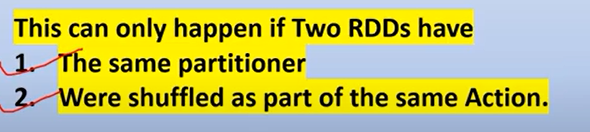 This can only happen if Two RDDs have
1. The same partitioner
2. Were shuffled as part of the same Action.